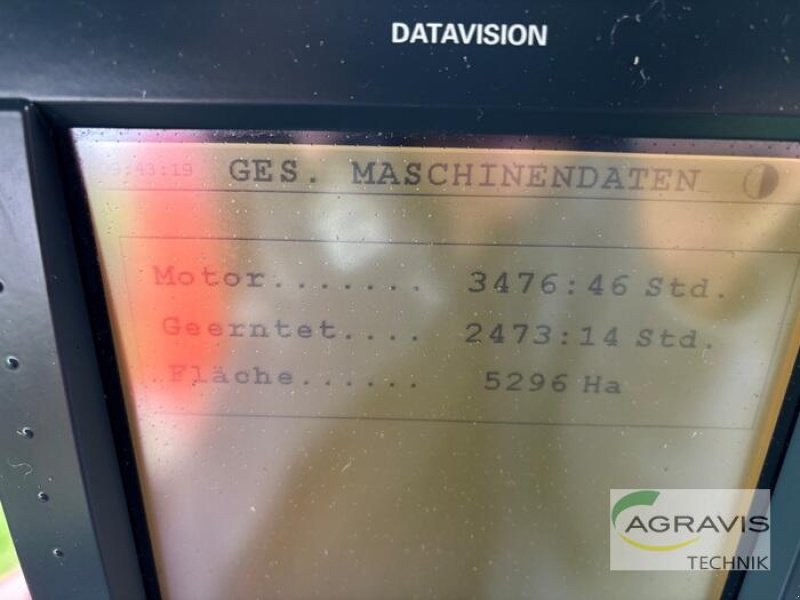 DATAVISION
GES. MASCHINENDATEN
Motor....... 3476:46 Std.
Geerntet.... 2473:14 Std.
Fläche...... 5296 Ha
AGRAVIS
TECHNIK